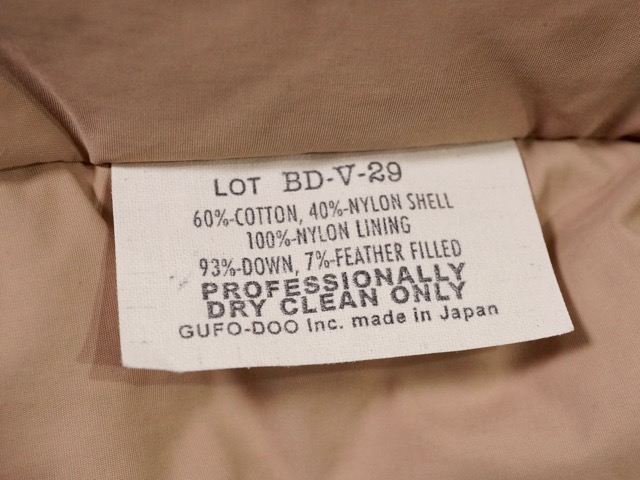 LOT BD-V-29
60%-COTTON, 40%-NYLON SHELL
100%-NYLON LINING
93%-DOWN, 7%-FEATHER FILLED
PROFESSIONALLY
DRY CLEAN ONLY
GUFO-DOO Inc. made in Japan